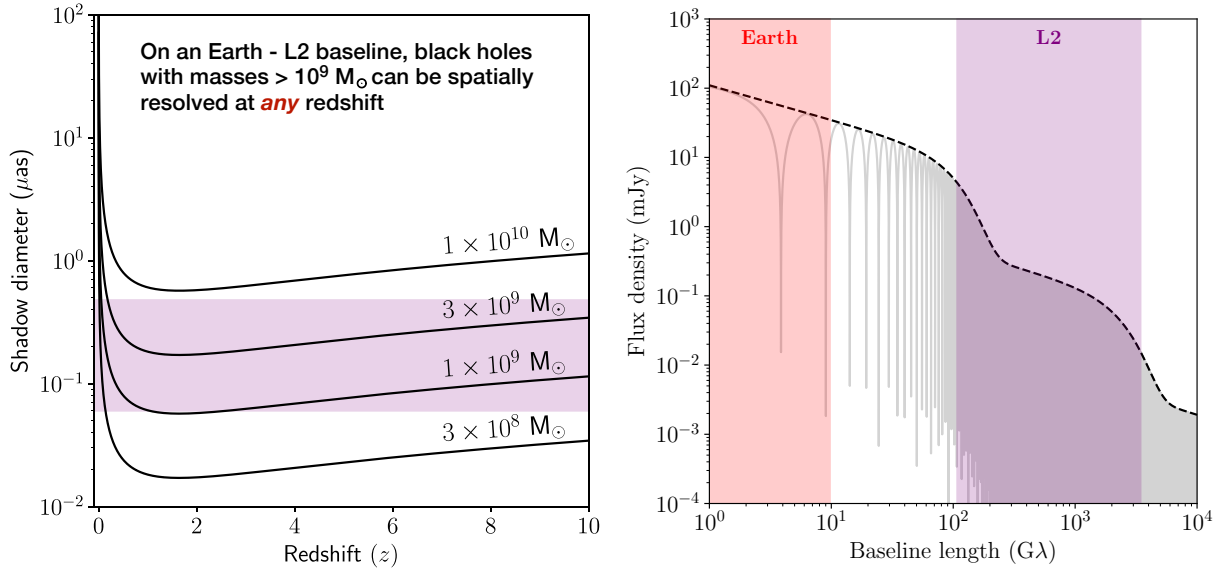 On an Earth - L2 baseline, black holes
with masses > 10⁹ M⊙ can be spatially
resolved at any redshift
Shadow diameter (μas)
10²
10¹
10⁰
10⁻¹
10⁻²
1 × 10¹⁰ M⊙
3 × 10⁹ M⊙
1 × 10⁹ M⊙
3 × 10⁸ M⊙
0 2 4 6 8 10
Redshift (z)
Earth
L2
Flux density (mJy)
10³
10²
10¹
10⁰
10⁻¹
10⁻²
10⁻³
10⁻⁴
10⁰ 10¹ 10² 10³ 10⁴
Baseline length (Gλ)